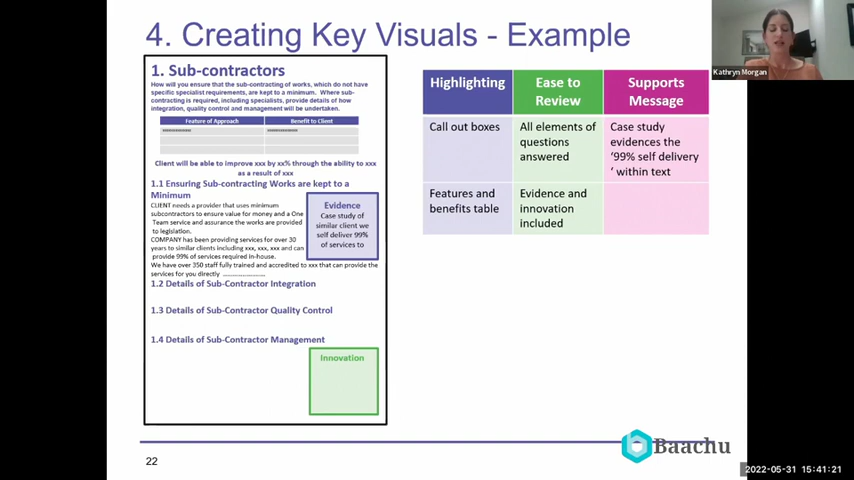 4. Creating Key Visuals - Example
Kathryn Morgan
1. Sub-contractors
How will you ensure that the sub-contracting of works, which do not
have specific specialist requirements, are kept to a minimum. Where sub-
contracting is required, including specialists, provide details of how
integration, quality control and management will be undertaken.
Feature of Approach
Benefit to Client
Client will be able to improve xxx by xx% through the ability to xxx
as a result of xxx
1.1 Ensuring Sub-contracting Works are kept to a
Minimum
CLIENT needs a provider that uses minimum
subcontractors to ensure value for money and a One
Team service and assurance the works are provided
to legislation.
COMPANY has been providing services for over 30
years to similar clients including xxx, xxx, xxx and can
provide 99% of services required in-house.
We have over 350 staff fully trained and accredited to xxx that can provide the
services for you directly ........................
Evidence
Case study of
similar client we
self deliver 99%
of services to
1.2 Details of Sub-Contractor Integration
1.3 Details of Sub-Contractor Quality Control
1.4 Details of Sub-Contractor Management
Innovation
Highlighting
Ease to
Review
Supports
Message
Call out boxes
All elements of
questions
answered
Case study
evidences the
'99% self delivery
' within text
Features and
benefits table
Evidence and
innovation
included
22
Baachu
2022-05-31 15:41:21